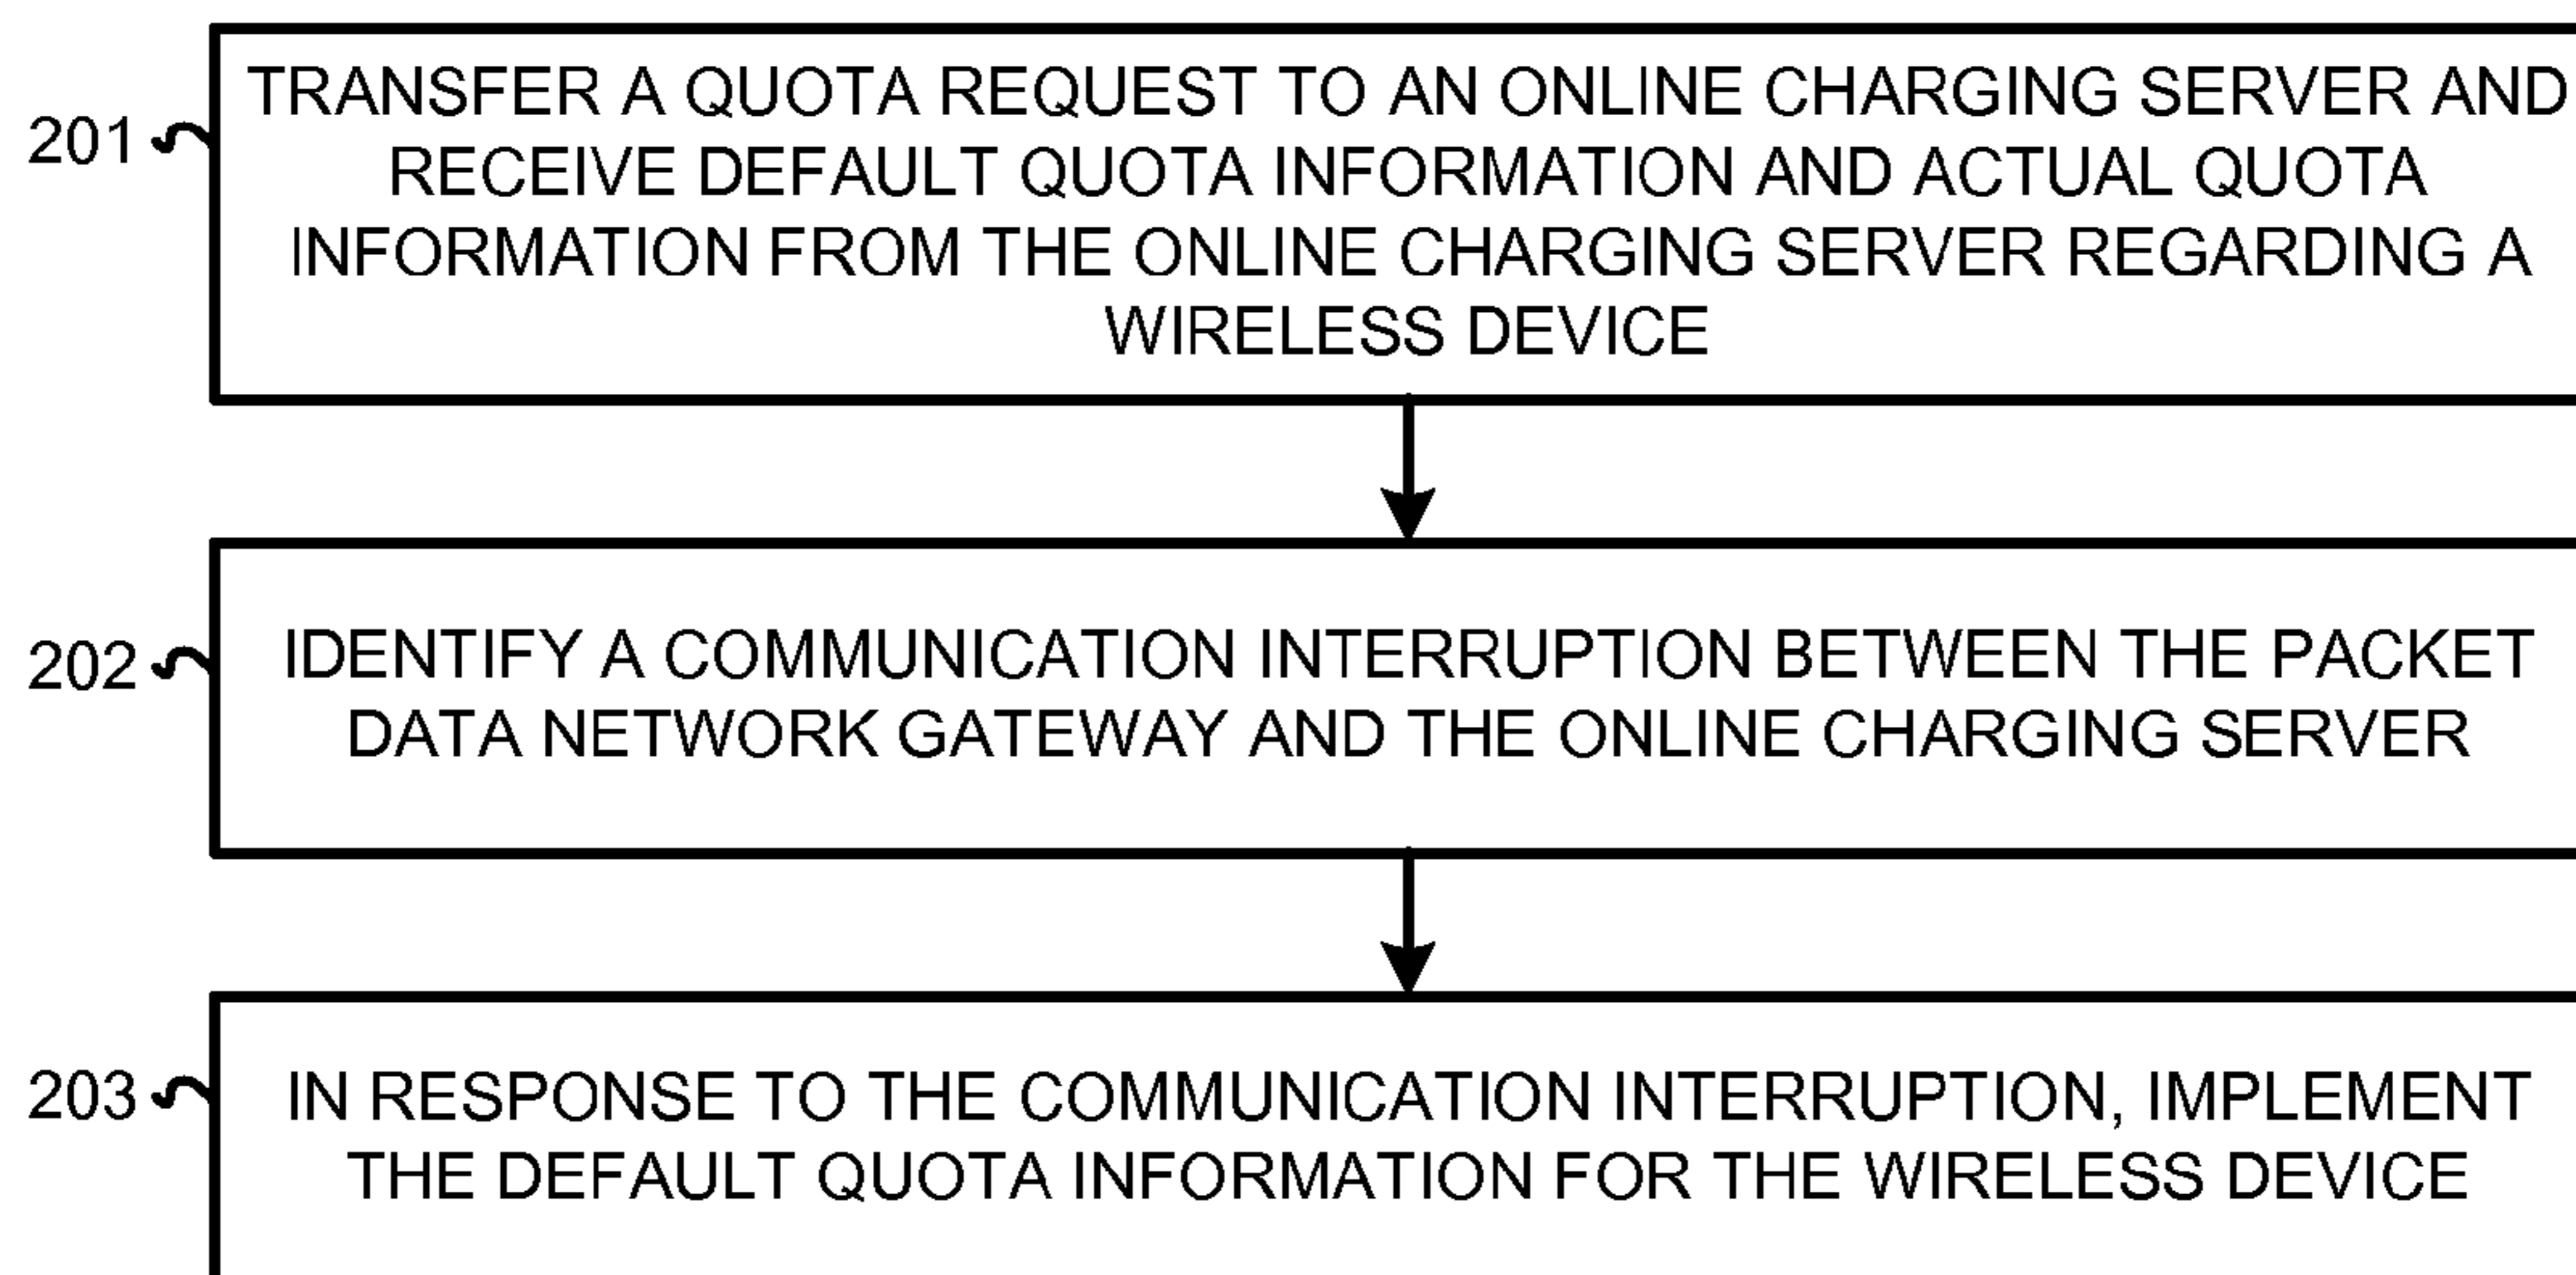 201
TRANSFER A QUOTA REQUEST TO AN ONLINE CHARGING SERVER AND
RECEIVE DEFAULT QUOTA INFORMATION AND ACTUAL QUOTA
INFORMATION FROM THE ONLINE CHARGING SERVER REGARDING A
WIRELESS DEVICE
202
IDENTIFY A COMMUNICATION INTERRUPTION BETWEEN THE PACKET
DATA NETWORK GATEWAY AND THE ONLINE CHARGING SERVER
203
IN RESPONSE TO THE COMMUNICATION INTERRUPTION, IMPLEMENT
THE DEFAULT QUOTA INFORMATION FOR THE WIRELESS DEVICE